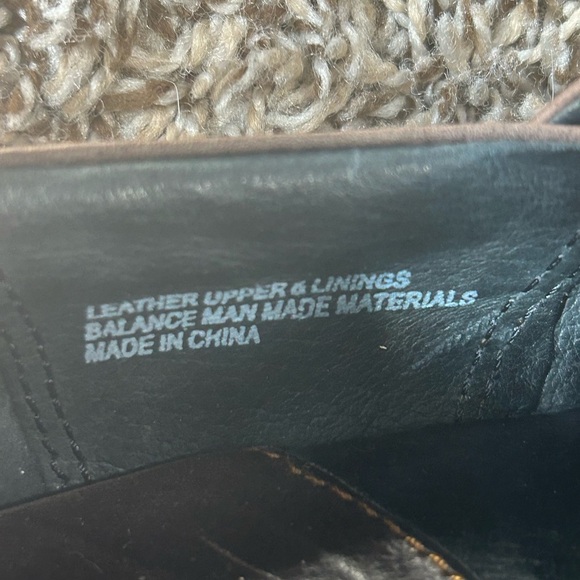 LEATHER UPPER & LININGS
BALANCE MAN MADE MATERIALS
MADE IN CHINA